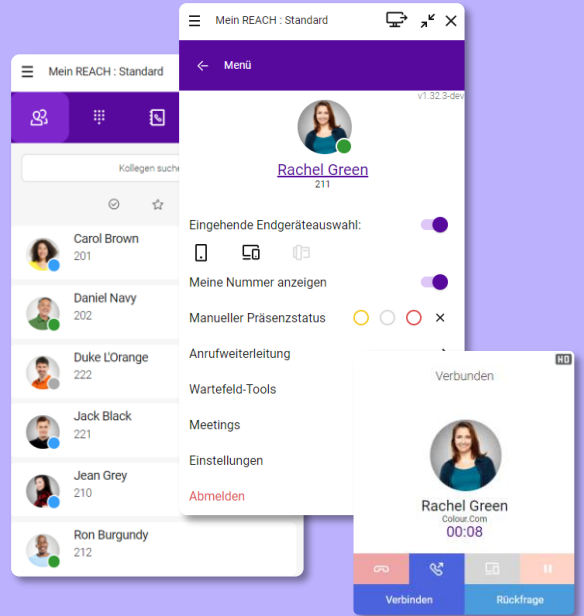 Mein REACH : Standard
Kollegen suche
Carol Brown
201
Daniel Navy
202
Duke L'Orange
222
Jack Black
221
Jean Grey
210
Ron Burgundy
212
Mein REACH : Standard
Menü
v1.32.3-dev
Rachel Green
211
Eingehende Endgeräteauswahl:
Meine Nummer anzeigen
Manueller Präsenzstatus
Anrufweiterleitung
Wartefeld-Tools
Meetings
Einstellungen
Abmelden
HD
Verbunden
Rachel Green
Colour.Com
00:08
Verbinden
Rückfrage